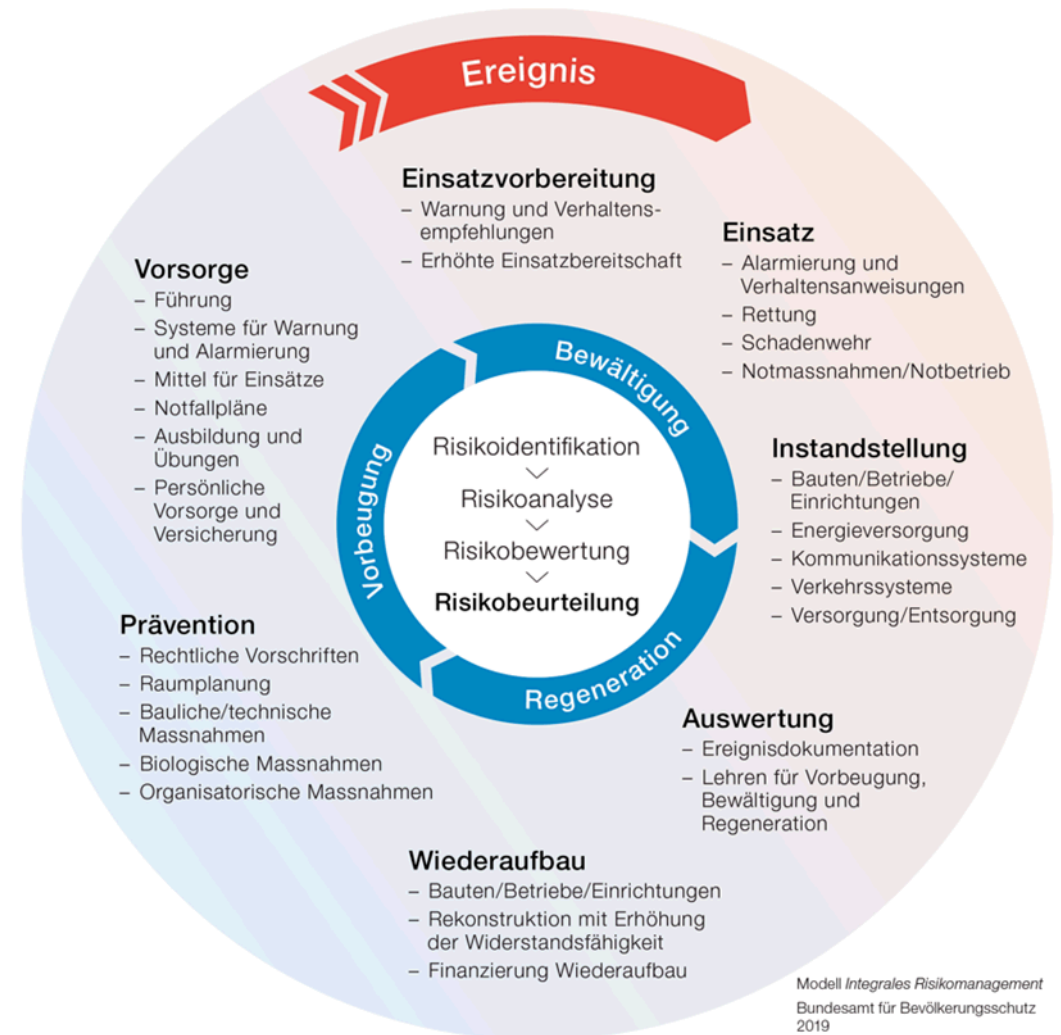 Ereignis
Einsatzvorbereitung
– Warnung und Verhaltens-
empfehlungen
– Erhöhte Einsatzbereitschaft
Einsatz
– Alarmierung und
Verhaltensanweisungen
– Rettung
– Schadenwehr
– Notmassnahmen/Notbetrieb
Instandstellung
– Bauten/Betriebe/
Einrichtungen
– Energieversorgung
– Kommunikationssysteme
– Verkehrssysteme
– Versorgung/Entsorgung
Auswertung
– Ereignisdokumentation
– Lehren für Vorbeugung,
Bewältigung und
Regeneration
Wiederaufbau
– Bauten/Betriebe/Einrichtungen
– Rekonstruktion mit Erhöhung
der Widerstandsfähigkeit
– Finanzierung Wiederaufbau
Prävention
– Rechtliche Vorschriften
– Raumplanung
– Bauliche/technische
Massnahmen
– Biologische Massnahmen
– Organisatorische Massnahmen
Vorsorge
– Führung
– Systeme für Warnung
und Alarmierung
– Mittel für Einsätze
– Notfallpläne
– Ausbildung und
Übungen
– Persönliche
Vorsorge und
Versicherung
Bewältigung
Regeneration
Vorbeugung
Risikoidentifikation
Risikoanalyse
Risikobewertung
Risikobeurteilung
Modell Integrales Risikomanagement
Bundesamt für Bevölkerungsschutz
2019